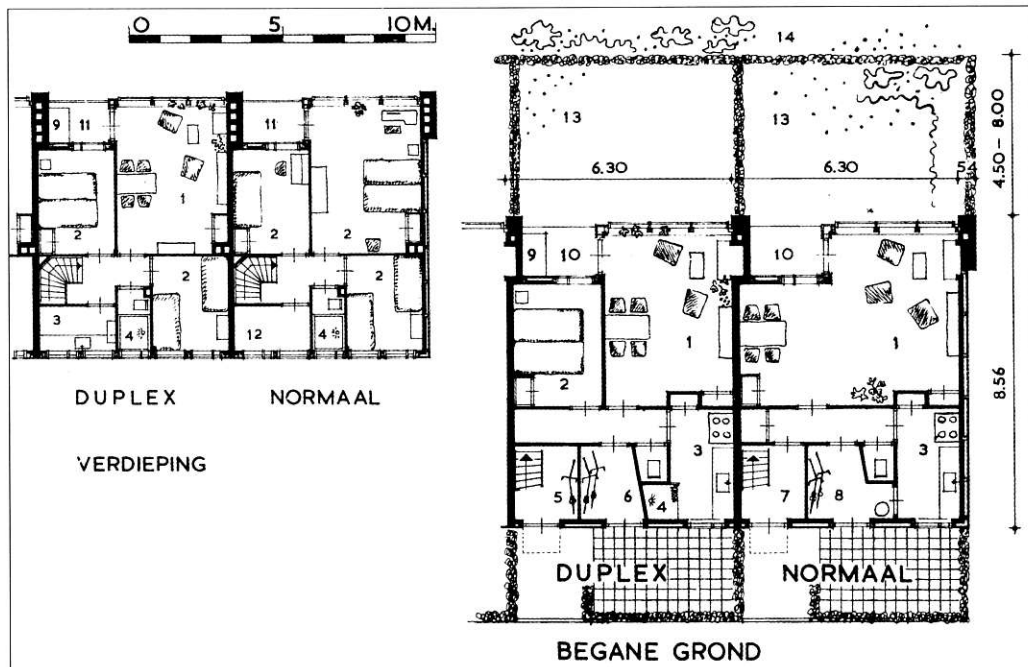 0 5 10 M.
9 11 11
1
2 2 2
2 2
3 4 12 4
DUPLEX NORMAAL
VERDIEPING
14
13 13
6.30 6.30 54
4.50 - 8.00
9 10 10
1 1
2
8.56
3 3
5 6 4 7 8
DUPLEX NORMAAL
BEGANE GROND